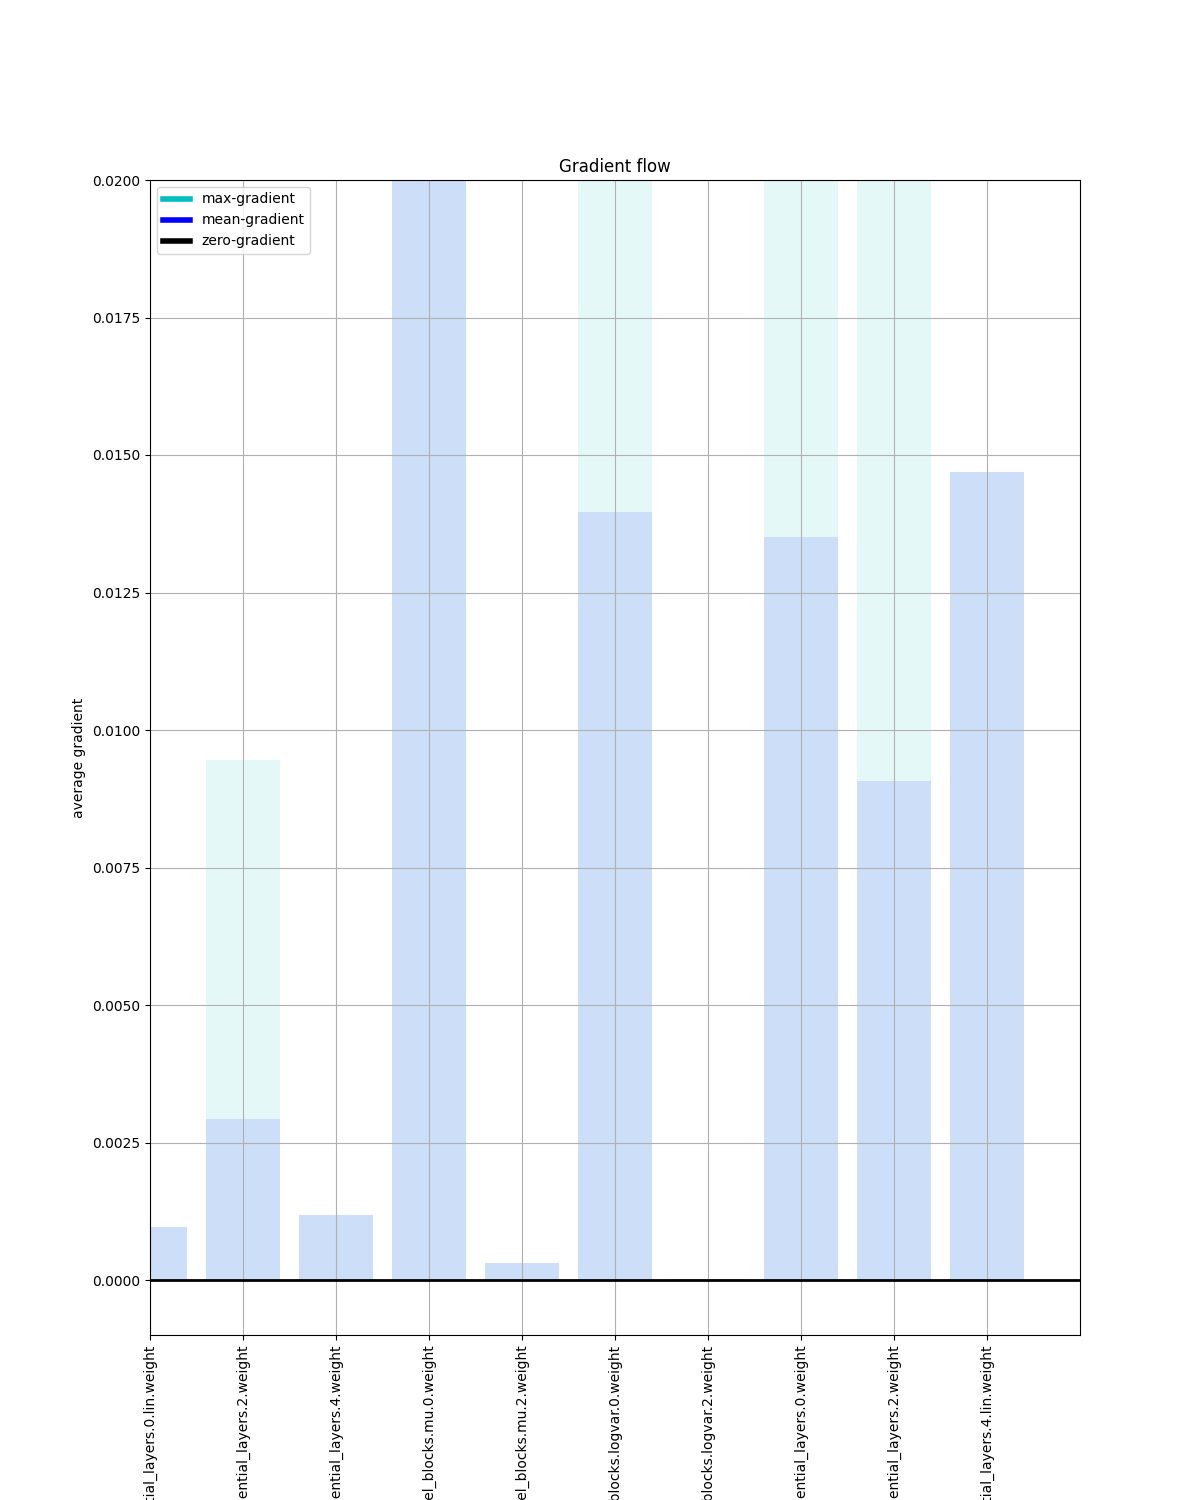 Gradient flow
max-gradient
mean-gradient
zero-gradient
0.0200
0.0175
0.0150
0.0125
0.0100
0.0075
0.0050
0.0025
0.0000
average gradient
tial_layers.0.lin.weight
ential_layers.2.weight
ential_layers.4.weight
el_blocks.mu.0.weight
el_blocks.mu.2.weight
blocks.logvar.0.weight
blocks.logvar.2.weight
ential_layers.0.weight
ential_layers.2.weight
tial_layers.4.lin.weight